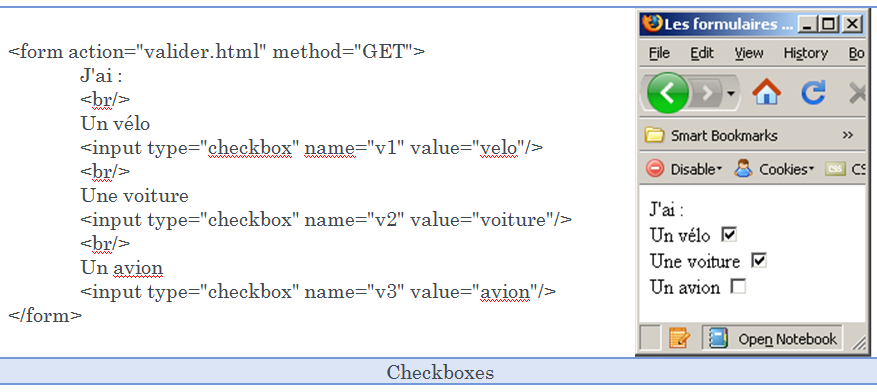 <form action="valider.html" method="GET">
J'ai :
<br/>
Un vélo
<input type="checkbox" name="v1" value="velo"/>
<br/>
Une voiture
<input type="checkbox" name="v2" value="voiture"/>
<br/>
Un avion
<input type="checkbox" name="v3" value="avion"/>
</form>
Les formulaires ...
File Edit View History Bo
Smart Bookmarks »
Disable Cookies CSS CS
J'ai :
Un vélo
Une voiture
Un avion
Open Notebook
Checkboxes